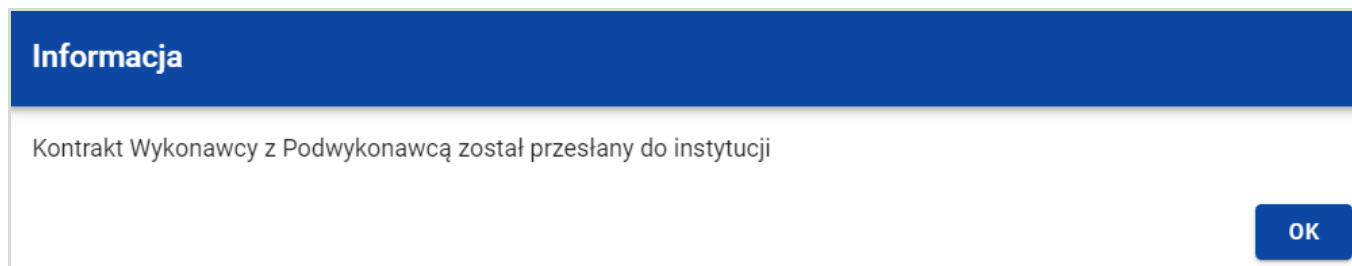 Informacja
Kontrakt Wykonawcy z Podwykonawcą został przesłany do instytucji
OK